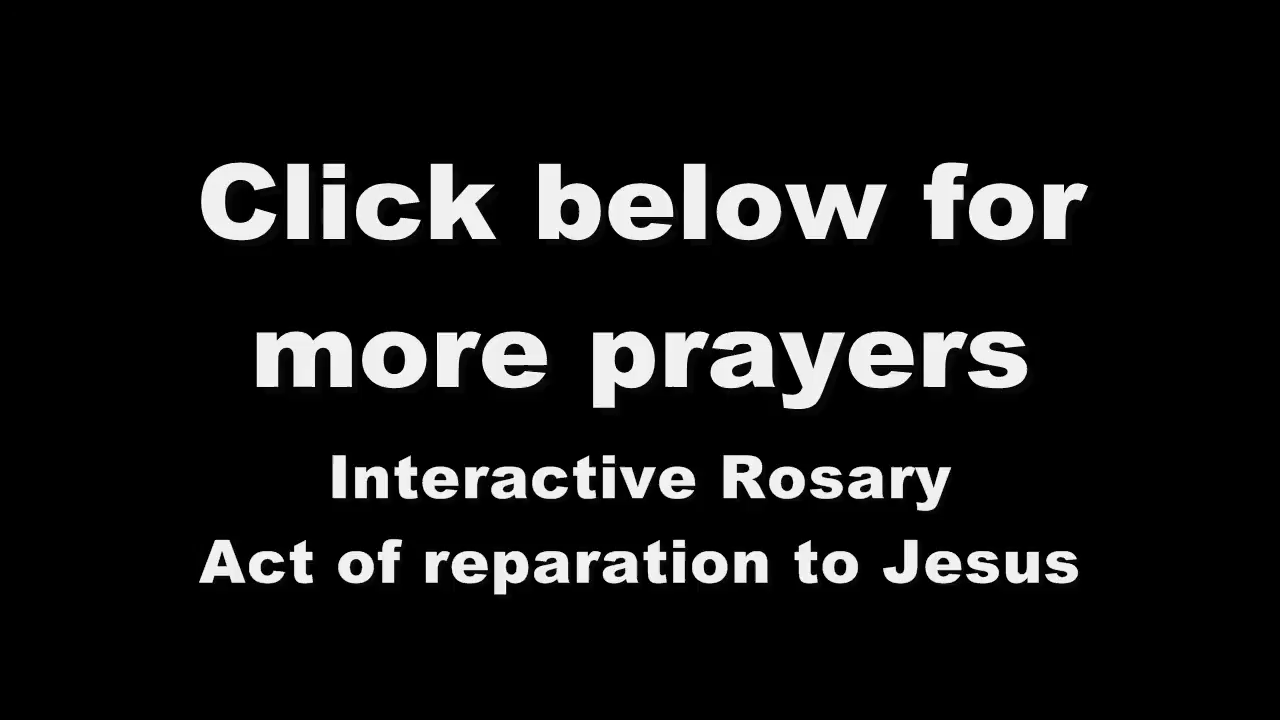 Click below for
more prayers
Interactive Rosary
Act of reparation to Jesus